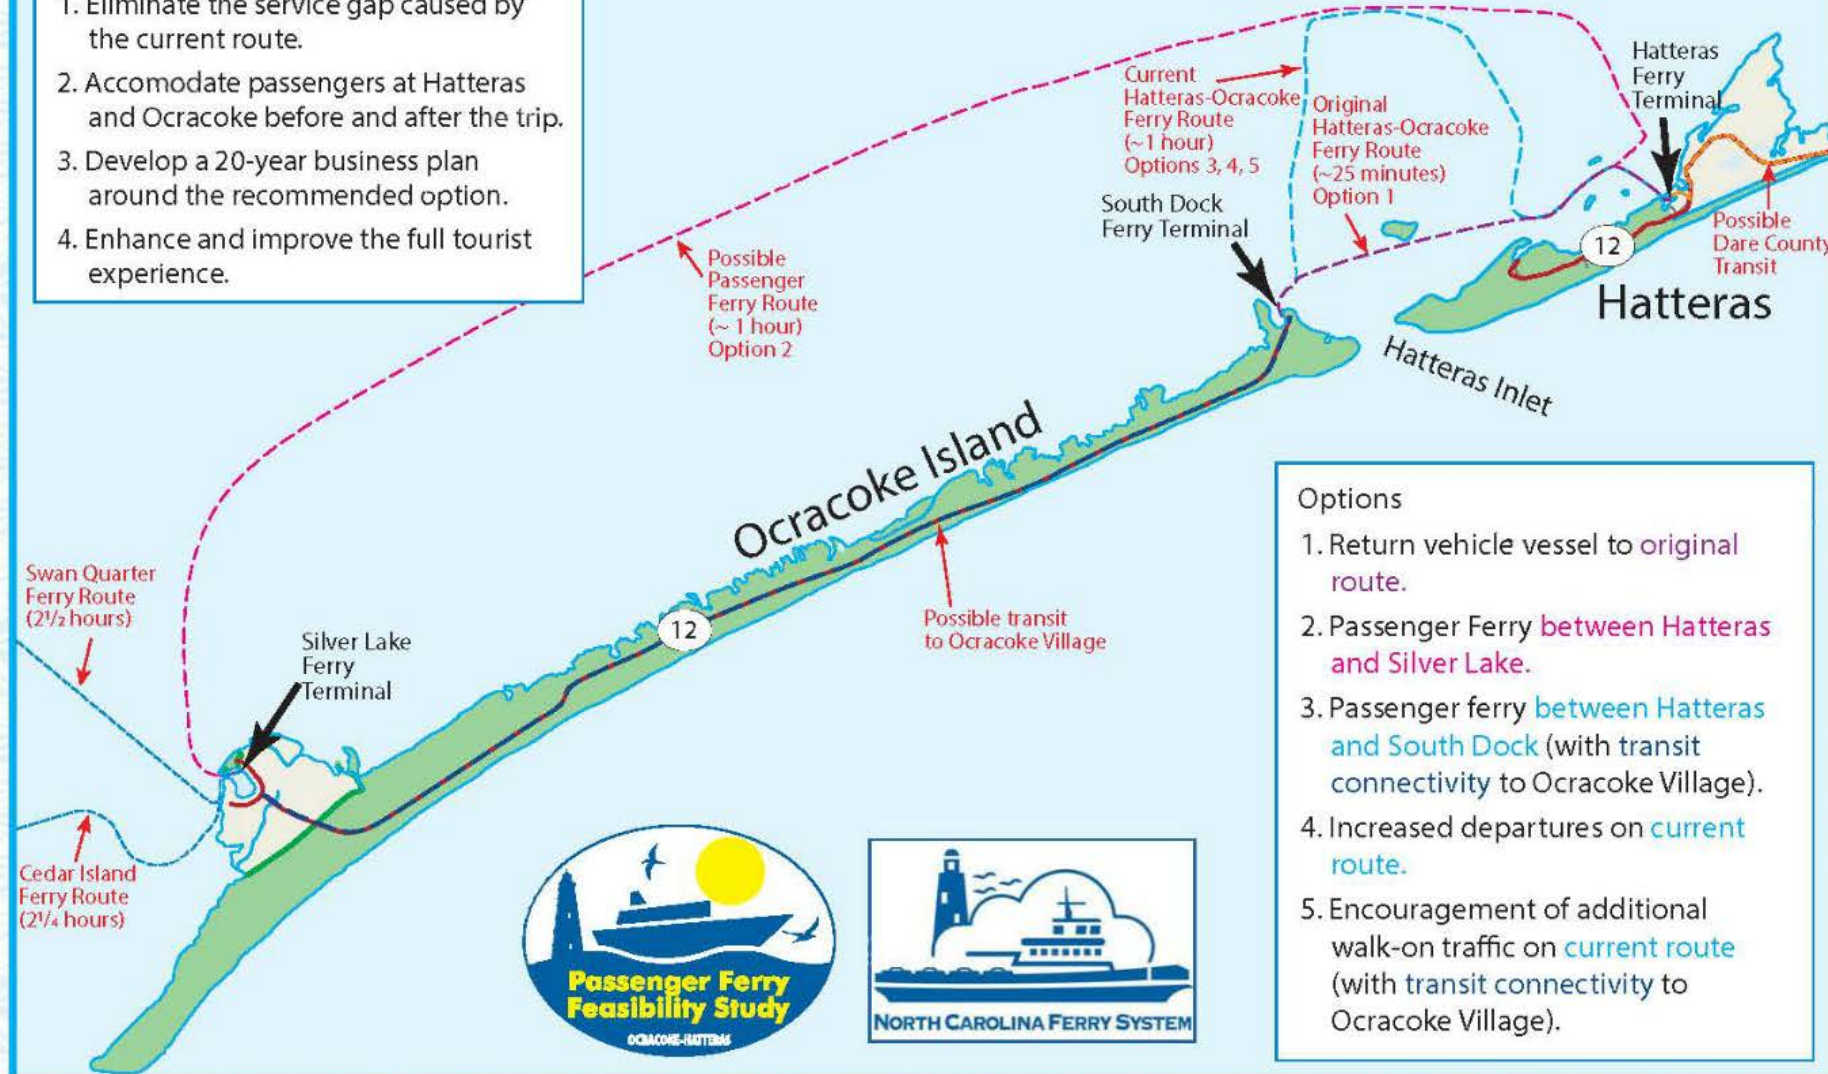 1. Eliminate the service gap caused by
the current route.
2. Accomodate passengers at Hatteras
and Ocracoke before and after the trip.
3. Develop a 20-year business plan
around the recommended option.
4. Enhance and improve the full tourist
experience.
Current
Hatteras-Ocracoke
Ferry Route
(~1 hour)
Options 3, 4, 5
Original
Hatteras-Ocracoke
Ferry Route
(~25 minutes)
Option 1
Hatteras
Ferry
Terminal
South Dock
Ferry Terminal
Possible
Dare County
Transit
12
Hatteras
Possible
Passenger
Ferry Route
(~ 1 hour)
Option 2
Hatteras Inlet
Ocracoke Island
Swan Quarter
Ferry Route
(2½ hours)
Silver Lake
Ferry
Terminal
12
Possible transit
to Ocracoke Village
Cedar Island
Ferry Route
(2¼ hours)
Passenger Ferry
Feasibility Study
OCRACOKE-HATTERAS
NORTH CAROLINA FERRY SYSTEM
Options
1. Return vehicle vessel to original
route.
2. Passenger Ferry between Hatteras
and Silver Lake.
3. Passenger ferry between Hatteras
and South Dock (with transit
connectivity to Ocracoke Village).
4. Increased departures on current
route.
5. Encouragement of additional
walk-on traffic on current route
(with transit connectivity to
Ocracoke Village).